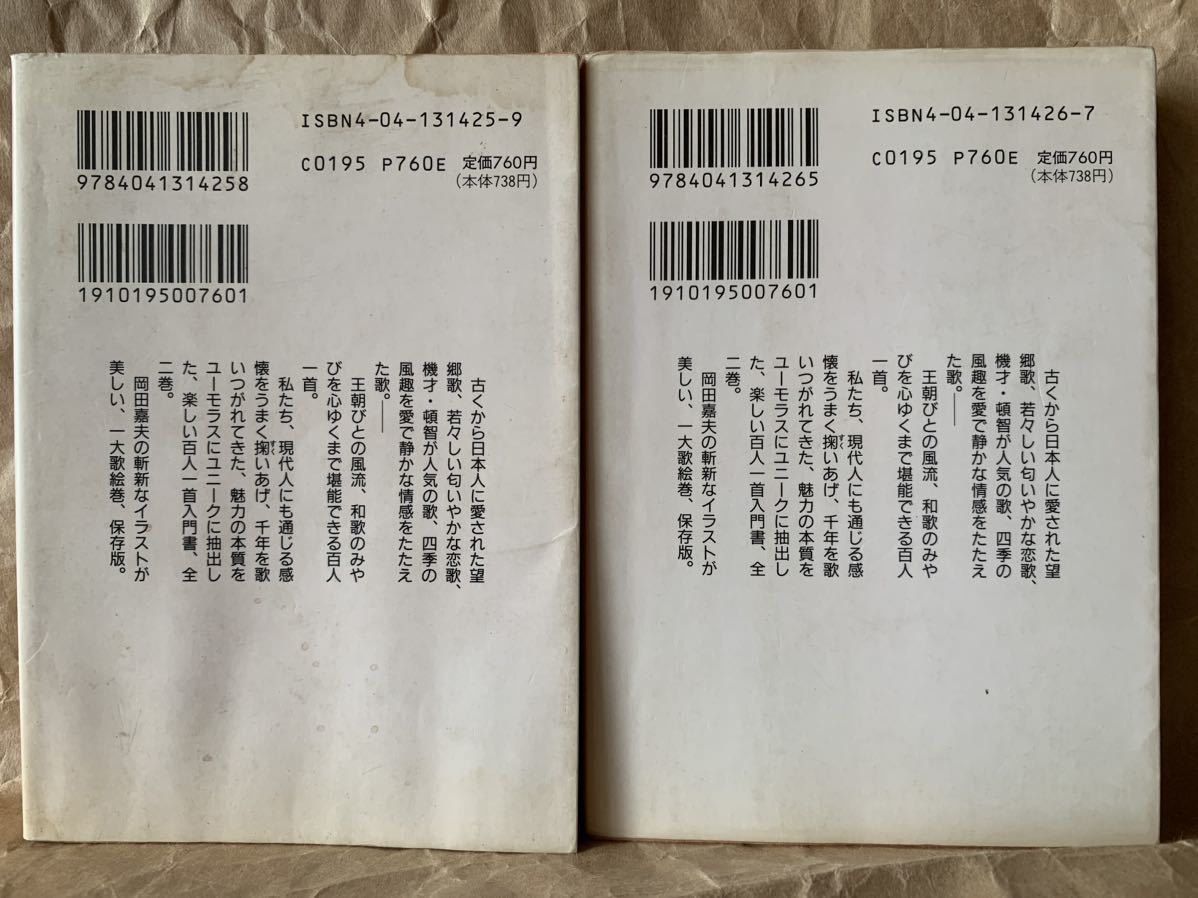 ISBN4-04-131425-9
C0195 P760E 定価760円
(本体738円)
9784041314258
1910195007601
古くから日本人に愛された望
郷歌、若々しい匂いやかな恋歌、
機才・頓智が人気の歌、四季の
風趣を愛で静かな情感をたたえ
た歌。——
王朝びとの風流、和歌のみや
びを心ゆくまで堪能できる百人
一首。
私たち、現代人にも通じる感
懐をうまく掬いあげ、千年を歌
すく
いつがれてきた、魅力の本質を
ユーモラスにユニークに抽出し
た、楽しい百人一首入門書、全
二巻。
岡田嘉夫の斬新なイラストが
美しい、一大歌絵巻、保存版。
ISBN4-04-131426-7
C0195 P760E 定価760円
(本体738円)
9784041314265
1910195007601
古くから日本人に愛された望
郷歌、若々しい匂いやかな恋歌、
機才・頓智が人気の歌、四季の
風趣を愛で静かな情感をたたえ
た歌。——
王朝びとの風流、和歌のみや
びを心ゆくまで堪能できる百人
一首。
私たち、現代人にも通じる感
懐をうまく掬いあげ、千年を歌
すく
いつがれてきた、魅力の本質を
ユーモラスにユニークに抽出し
た、楽しい百人一首入門書、全
二巻。
岡田嘉夫の斬新なイラストが
美しい、一大歌絵巻、保存版。